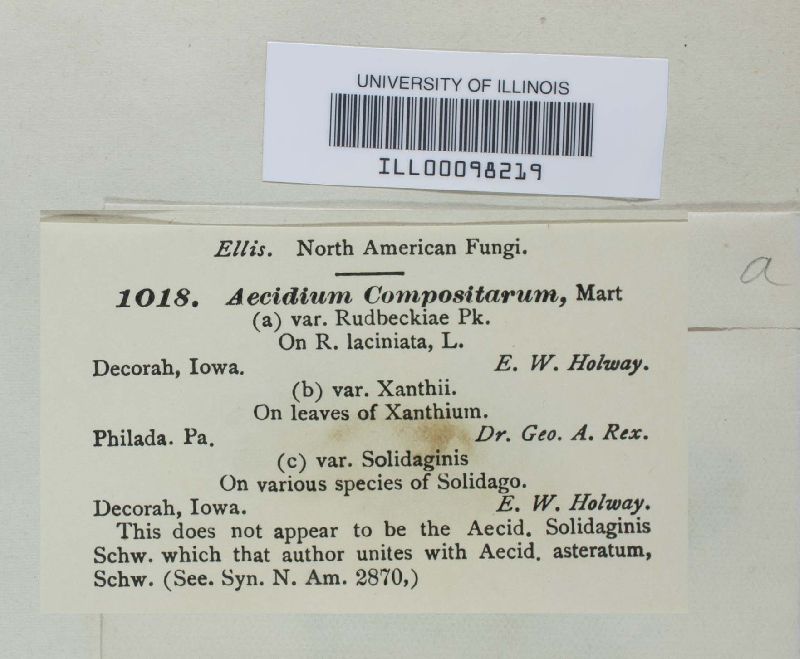 UNIVERSITY OF ILLINOIS
ILL00098219
Ellis. North American Fungi.
a
1018. Aecidium Compositarum, Mart
(a) var. Rudbeckiae Pk.
On R. laciniata, L.
Decorah, Iowa. E. W. Holway.
(b) var. Xanthii.
On leaves of Xanthium.
Philada. Pa. Dr. Geo. A. Rex.
(c) var. Solidaginis
On various species of Solidago.
Decorah, Iowa. E. W. Holway.
This does not appear to be the Aecid. Solidaginis
Schw. which that author unites with Aecid. asteratum,
Schw. (See. Syn. N. Am. 2870,)